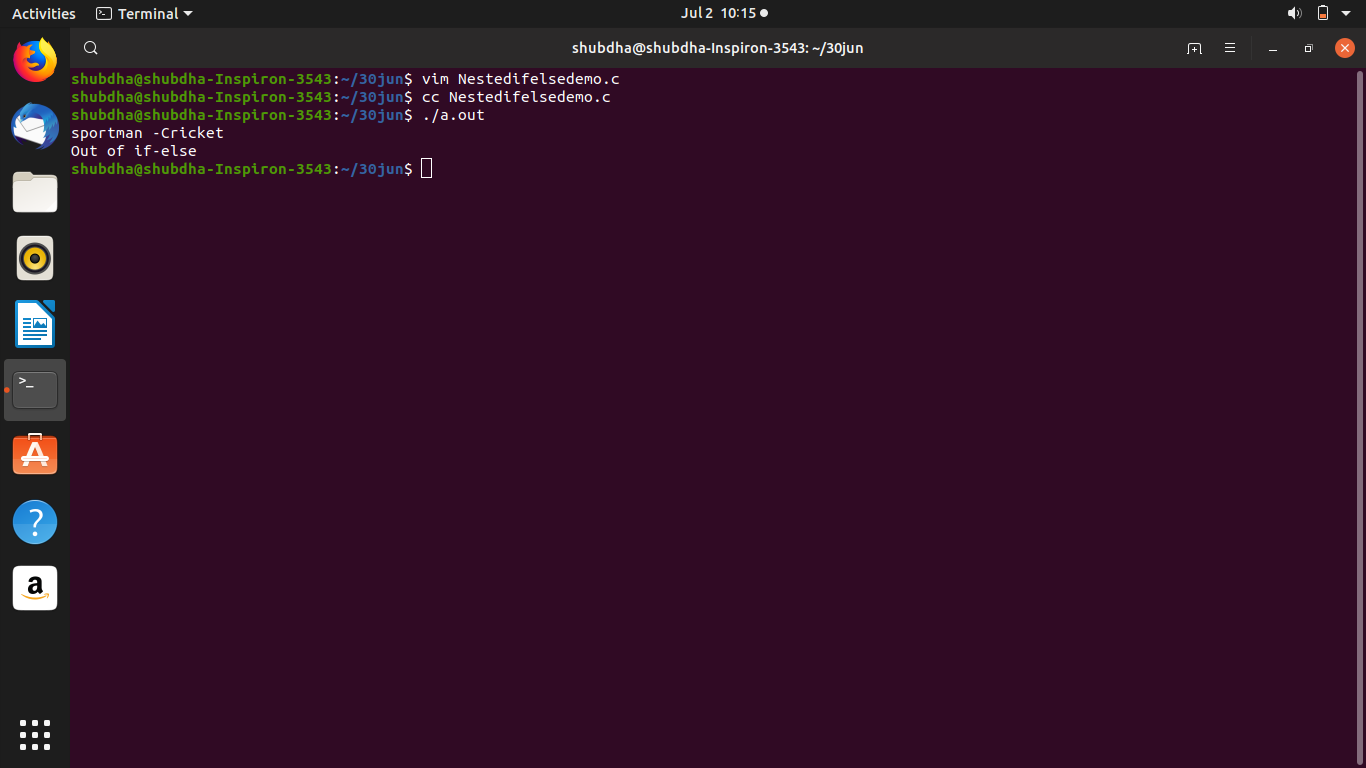 Activities Terminal Jul 2 10:15
shubdha@shubdha-Inspiron-3543: ~/30jun
shubdha@shubdha-Inspiron-3543:~/30jun$ vim Nestedifelsedemo.c
shubdha@shubdha-Inspiron-3543:~/30jun$ cc Nestedifelsedemo.c
shubdha@shubdha-Inspiron-3543:~/30jun$ ./a.out
sportman -Cricket
Out of if-else
shubdha@shubdha-Inspiron-3543:~/30jun$